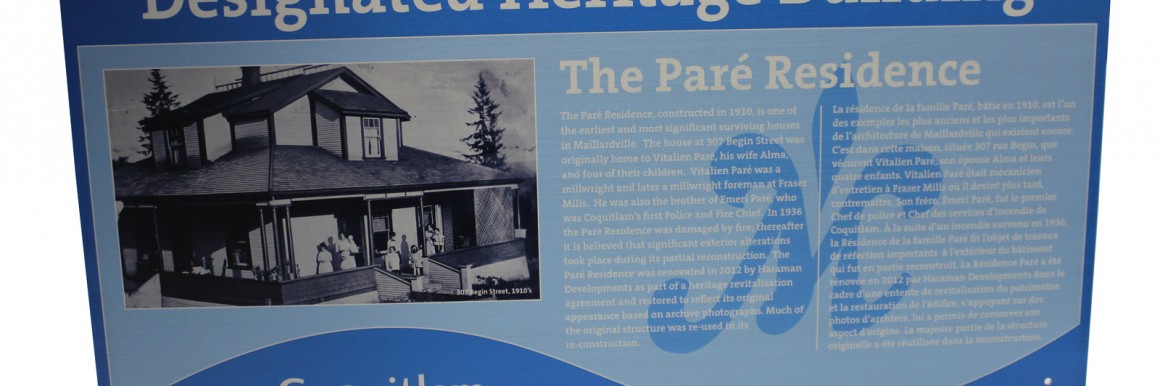 Designated Heritage Building
The Paré Residence
The Paré Residence, constructed in 1910, is one of
the earliest and most significant surviving houses
in Maillardville. The house at 307 Begin Street was
originally home to Vitalien Paré, his wife Alma,
and four of their children. Vitalien Paré was a
millwright and later a millwright foreman at Fraser
Mills. He was also the brother of Emeri Paré, who
was Coquitlam's first Police and Fire Chief. In 1936
the Paré Residence was damaged by fire; thereafter
it is believed that significant exterior alterations
took place during its partial reconstruction. The
Paré Residence was renovated in 2012 by Haraman
Developments as part of a heritage revitalization
agreement and restored to reflect its original
appearance based on archive photographs. Much of
the original structure was re-used in its
re-construction.
La résidence de la famille Paré, bâtie en 1910, est l'un
des exemples les plus anciens et les plus importants
de l'architecture de Maillardville qui existent encore.
C'est dans cette maison, située 307 rue Begin, que
vécurent Vitalien Paré, son épouse Alma et leurs
quatre enfants. Vitalien Paré était mécanicien
d'entretien à Fraser Mills où il devint plus tard,
contremaître. Son frère, Émeri Paré, fut le premier
Chef de police et Chef des services d'incendie de
Coquitlam. À la suite d'un incendie survenu en 1936,
la Résidence de la famille Paré fit l'objet de travaux
de réfection importants à l'extérieur du bâtiment
qui fut en partie reconstruit. La Résidence Paré a été
rénovée en 2012 par Haraman Developments dans le
cadre d'un entente de revitalisation du patrimoine
et la restauration de l'édifice, s'appuyant sur des
photos d'archives, lui a permis de conserver son
aspect d'origine. La majeure partie de la structure
originelle a été réutilisée dans la reconstruction.
307 Begin Street, 1910's
Coquitlam